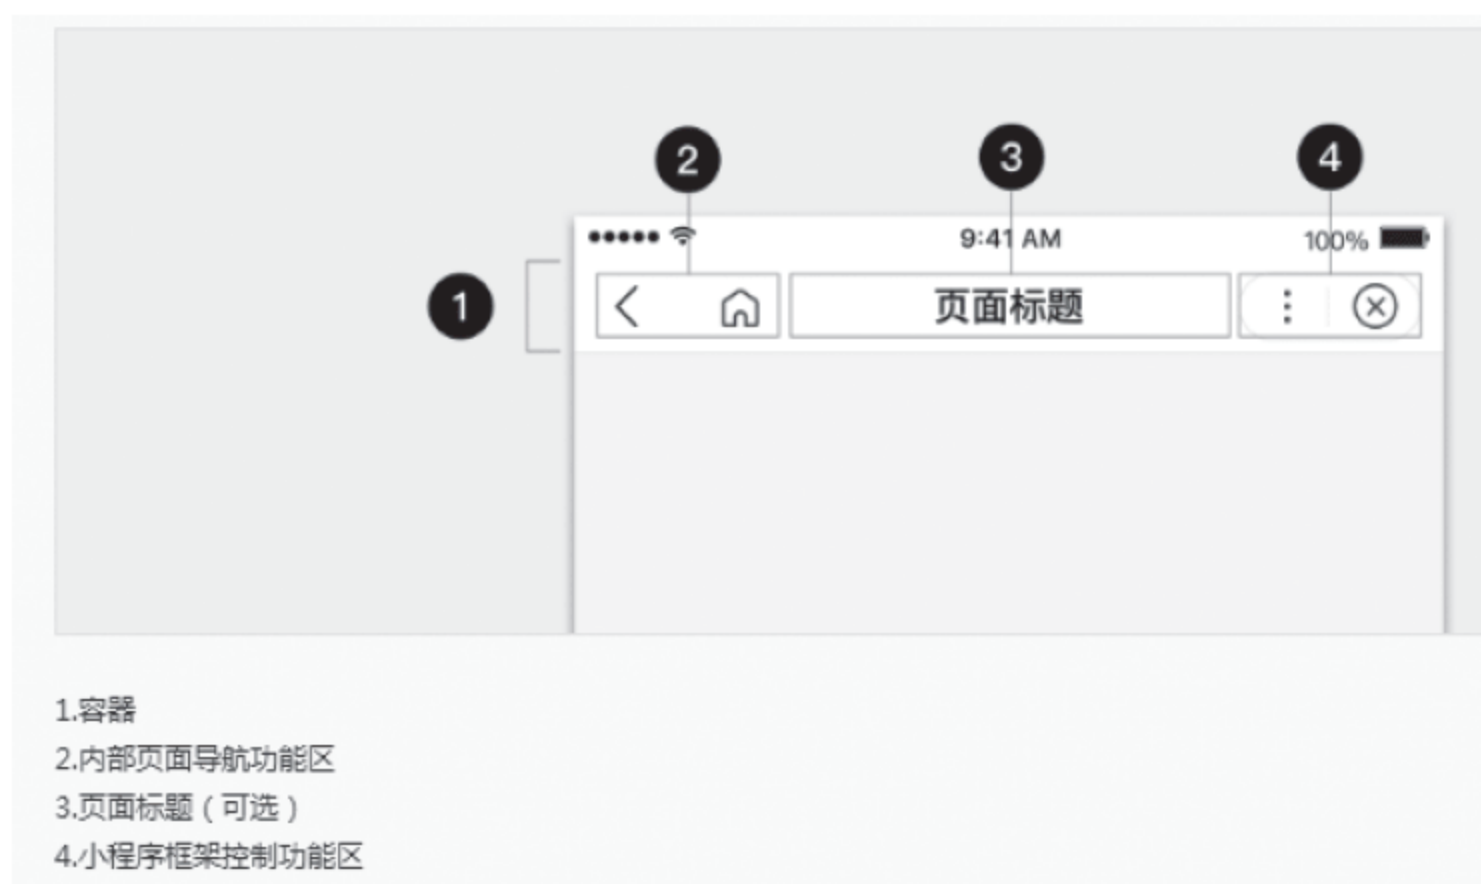 2 3 4
9:41 AM 100%
1 页面标题
1.容器
2.内部页面导航功能区
3.页面标题（可选）
4.小程序框架控制功能区